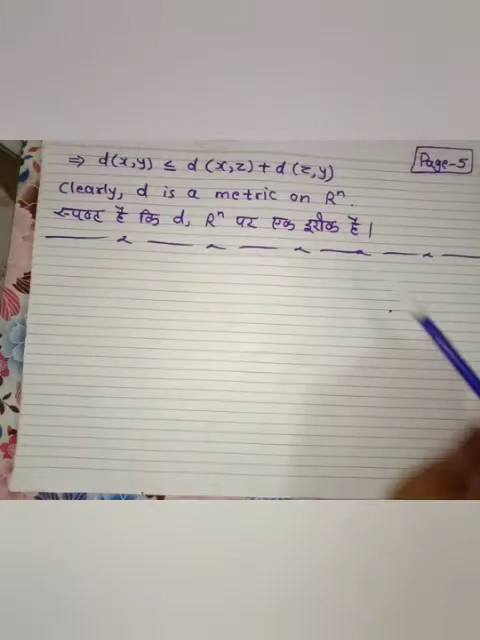 ⇒ d(x,y) ≤ d(x,z)+d(z,y)
Page-5
Clearly, d is a metric on Rⁿ.
स्पष्ट है कि d, Rⁿ पर एक दूरीक है।